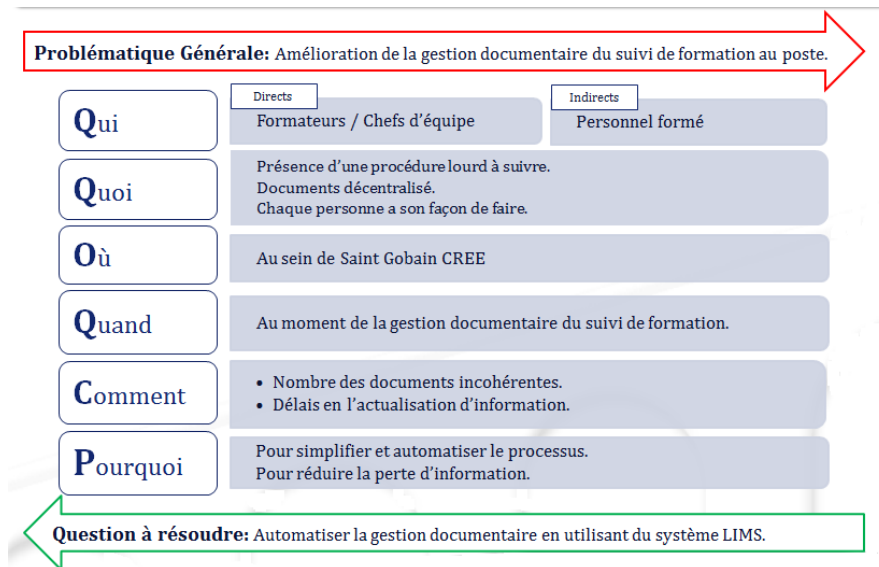 Problématique Générale: Amélioration de la gestion documentaire du suivi de formation au poste.
Qui
Directs
Formateurs / Chefs d'équipe
Indirects
Personnel formé
Quoi
Présence d'une procédure lourd à suivre.
Documents décentralisé.
Chaque personne a son façon de faire.
Où
Au sein de Saint Gobain CREE
Quand
Au moment de la gestion documentaire du suivi de formation.
Comment
• Nombre des documents incohérentes.
• Délais en l'actualisation d'information.
Pourquoi
Pour simplifier et automatiser le processus.
Pour réduire la perte d'information.
Question à résoudre: Automatiser la gestion documentaire en utilisant du système LIMS.